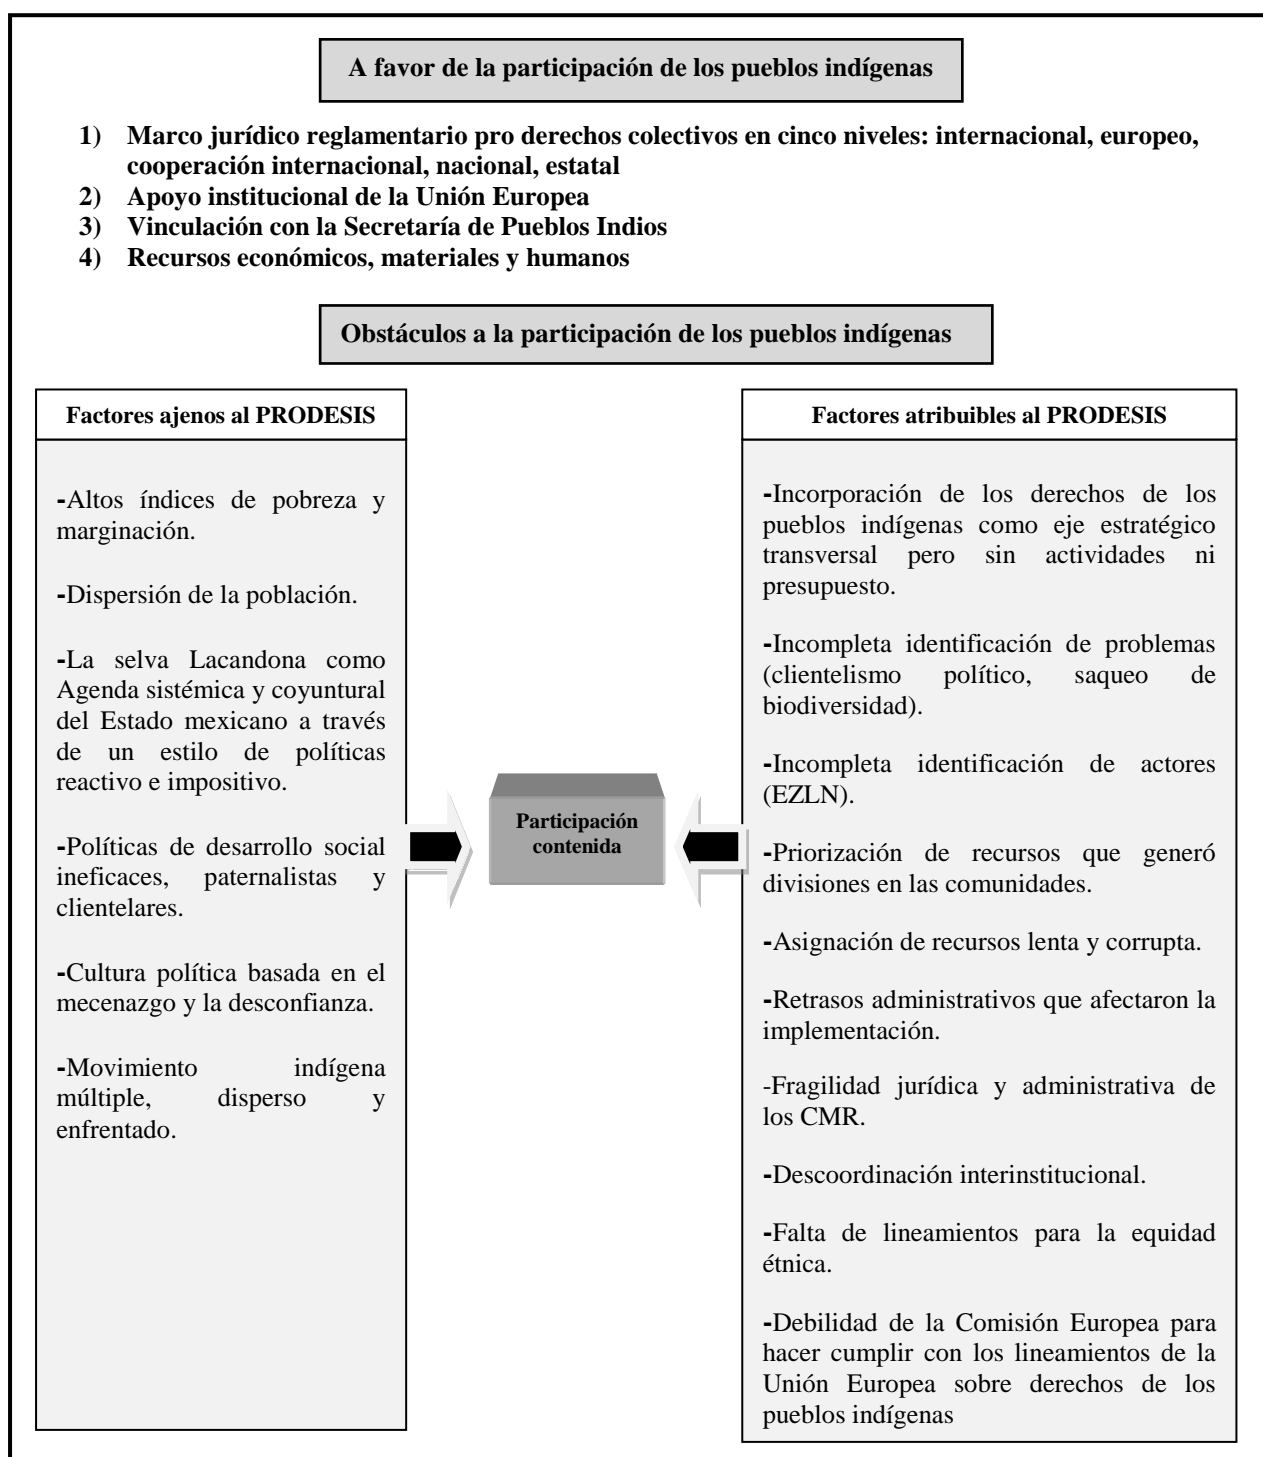 A favor de la participación de los pueblos indígenas
1) Marco jurídico reglamentario pro derechos colectivos en cinco niveles: internacional, europeo,
cooperación internacional, nacional, estatal
2) Apoyo institucional de la Unión Europea
3) Vinculación con la Secretaría de Pueblos Indios
4) Recursos económicos, materiales y humanos
Obstáculos a la participación de los pueblos indígenas
Factores ajenos al PRODESIS
-Altos índices de pobreza y
marginación.
-Dispersión de la población.
-La selva Lacandona como
Agenda sistémica y coyuntural
del Estado mexicano a través
de un estilo de políticas
reactivo e impositivo.
-Políticas de desarrollo social
ineficaces, paternalistas y
clientelares.
-Cultura política basada en el
mecenazgo y la desconfianza.
-Movimiento indígena
múltiple, disperso y
enfrentado.
Participación
contenida
Factores atribuibles al PRODESIS
-Incorporación de los derechos de los
pueblos indígenas como eje estratégico
transversal pero sin actividades ni
presupuesto.
-Incompleta identificación de problemas
(clientelismo político, saqueo de
biodiversidad).
-Incompleta identificación de actores
(EZLN).
-Priorización de recursos que generó
divisiones en las comunidades.
-Asignación de recursos lenta y corrupta.
-Retrasos administrativos que afectaron la
implementación.
-Fragilidad jurídica y administrativa de
los CMR.
-Descoordinación interinstitucional.
-Falta de lineamientos para la equidad
étnica.
-Debilidad de la Comisión Europea para
hacer cumplir con los lineamientos de la
Unión Europea sobre derechos de los
pueblos indígenas